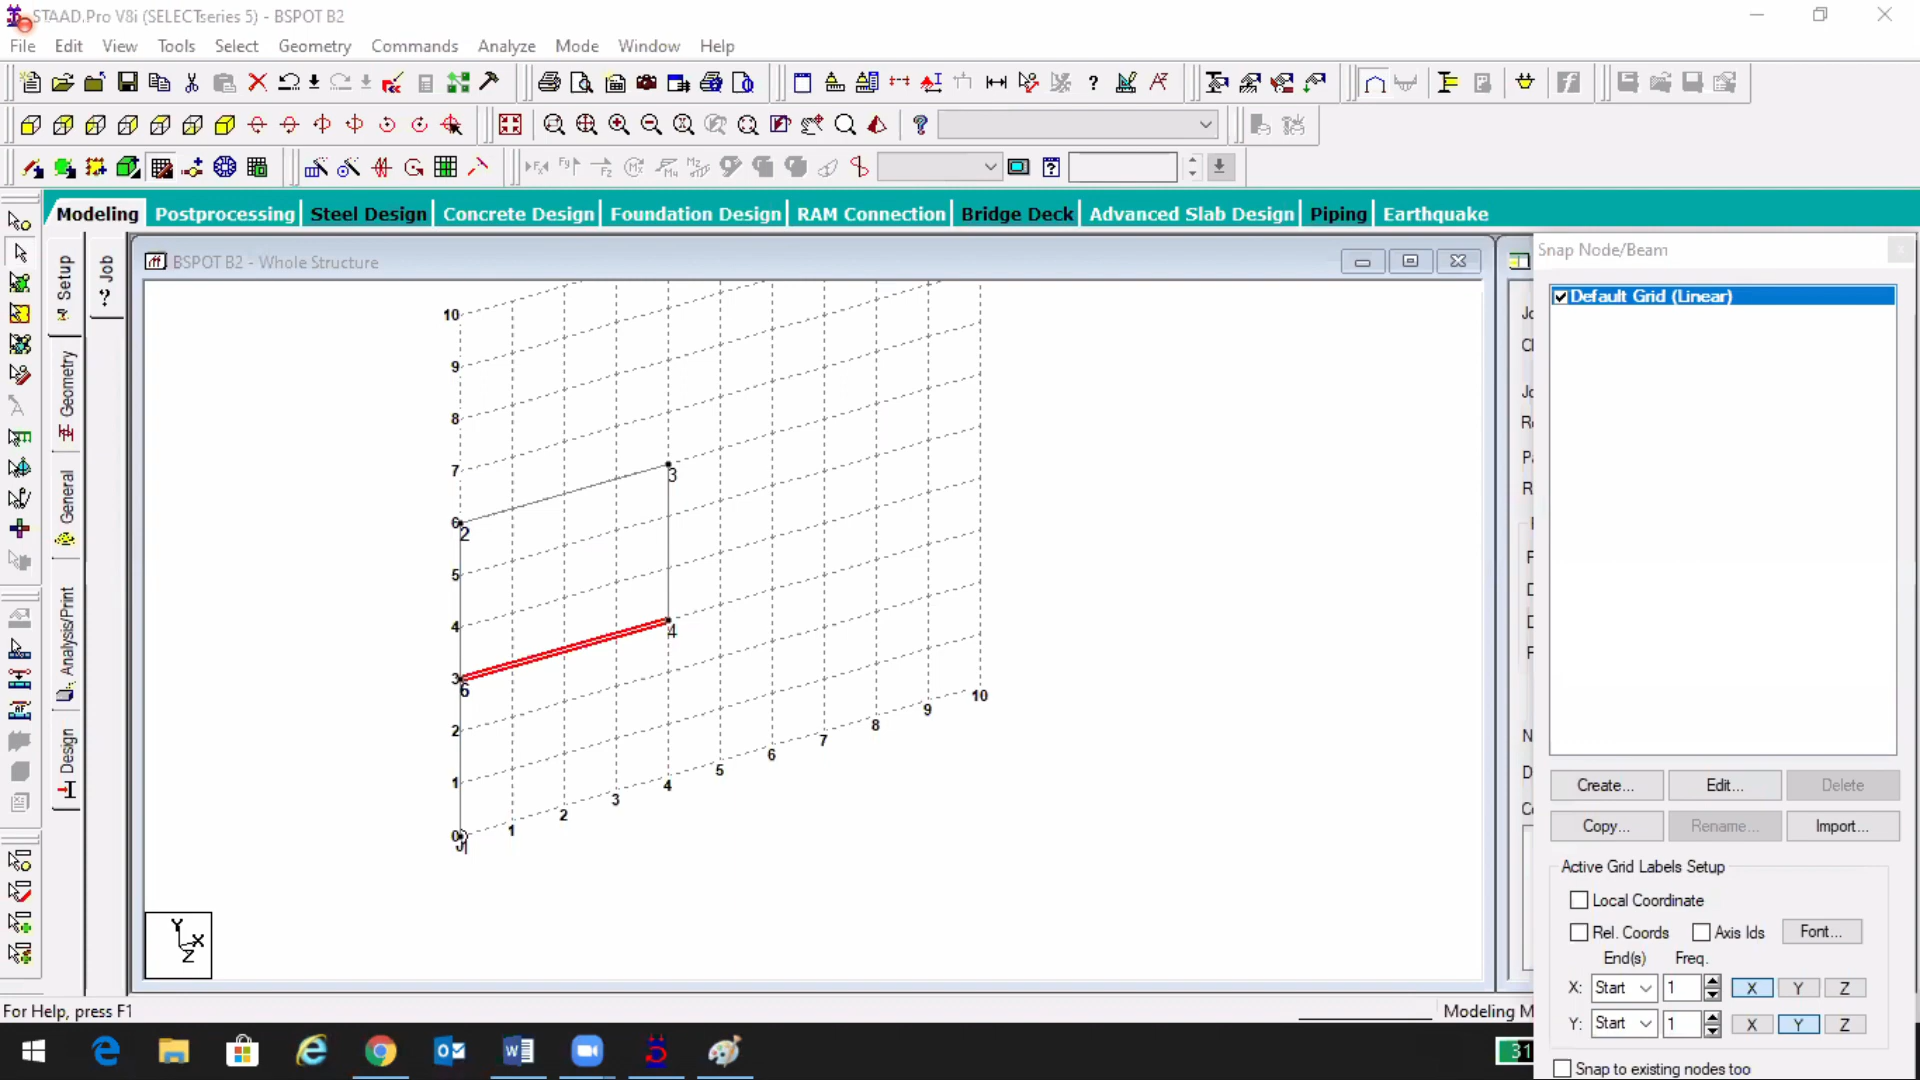 STAAD.Pro V8i (SELECTseries 5) - BSPOT B2
File Edit View Tools Select Geometry Commands Analyze Mode Window Help
Modeling Postprocessing Steel Design Concrete Design Foundation Design RAM Connection Bridge Deck Advanced Slab Design Piping Earthquake
Setup
Job
Geometry
General
Analysis/Print
Design
BSPOT B2 - Whole Structure
10
9
8
7
6
5
4
3
2
1
0
1
2
3
4
5
6
7
8
9
10
2
3
4
6
Y
X
Z
Snap Node/Beam
Default Grid (Linear)
Create... Edit... Delete
Copy... Rename... Import...
Active Grid Labels Setup
Local Coordinate
Rel. Coords Axis Ids Font...
End(s) Freq.
X: Start 1 X Y Z
Y: Start 1 X Y Z
Snap to existing nodes too
For Help, press F1
Modeling M
31